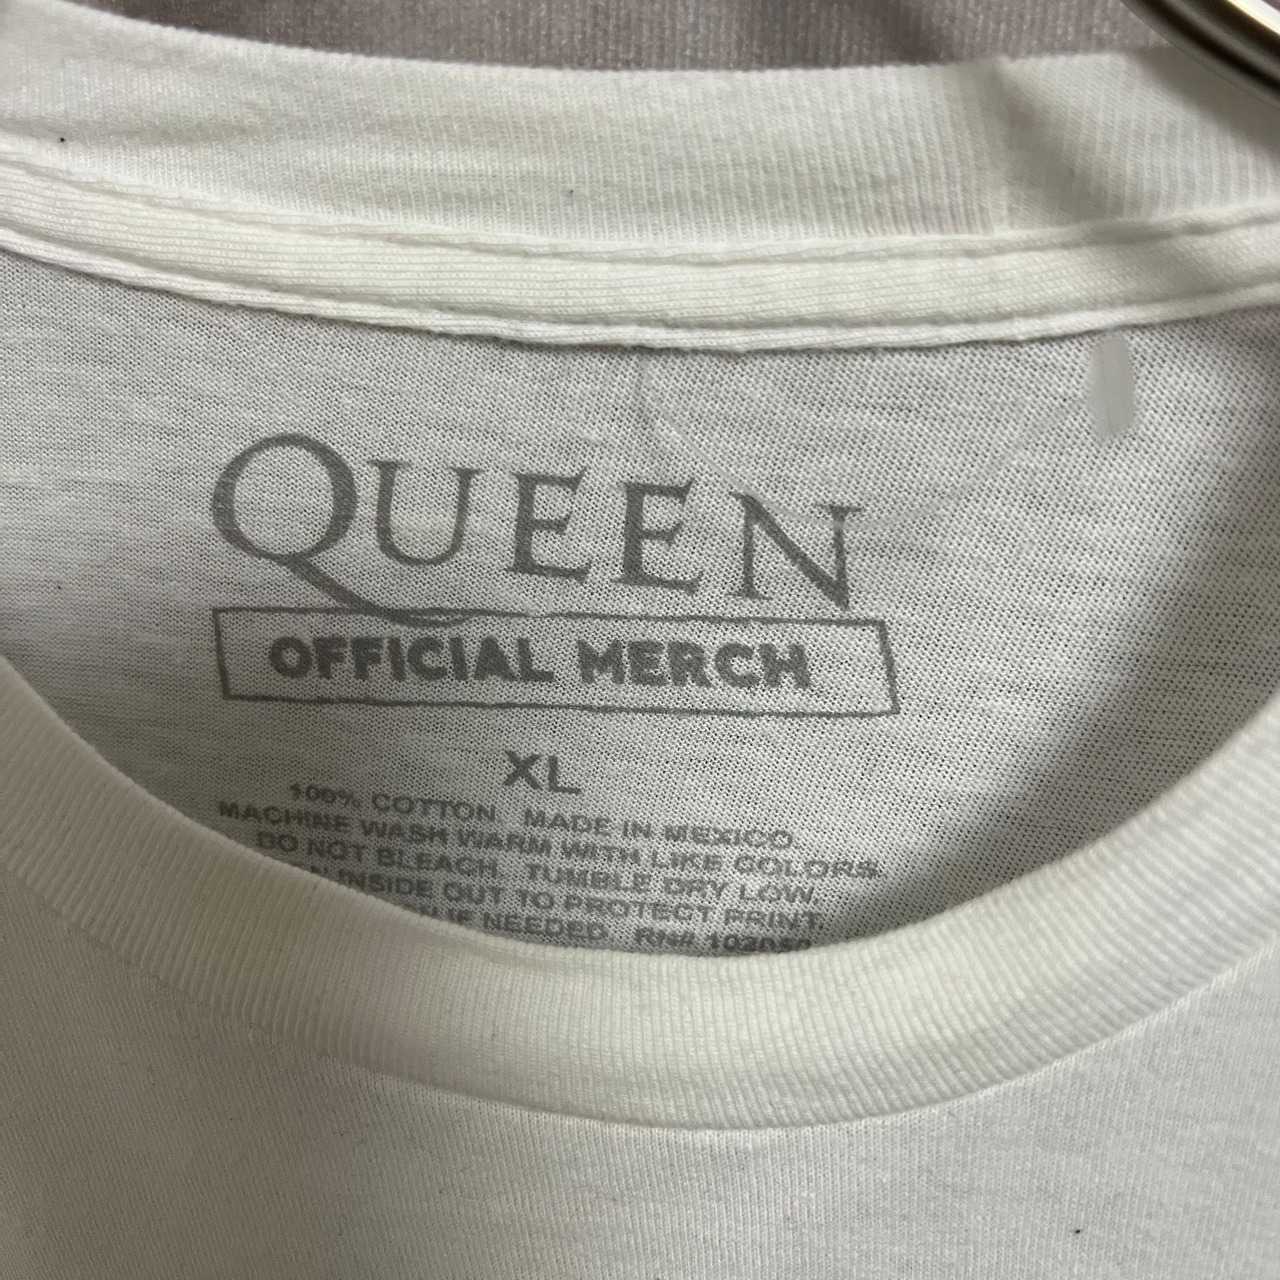 QUEEN
OFFICIAL MERCH
XL
100% COTTON. MADE IN MEXICO.
MACHINE WASH WARM WITH LIKE COLORS.
DO NOT BLEACH. TUMBLE DRY LOW.
INSIDE OUT TO PROTECT PRINT.
IF NEEDED. RN#